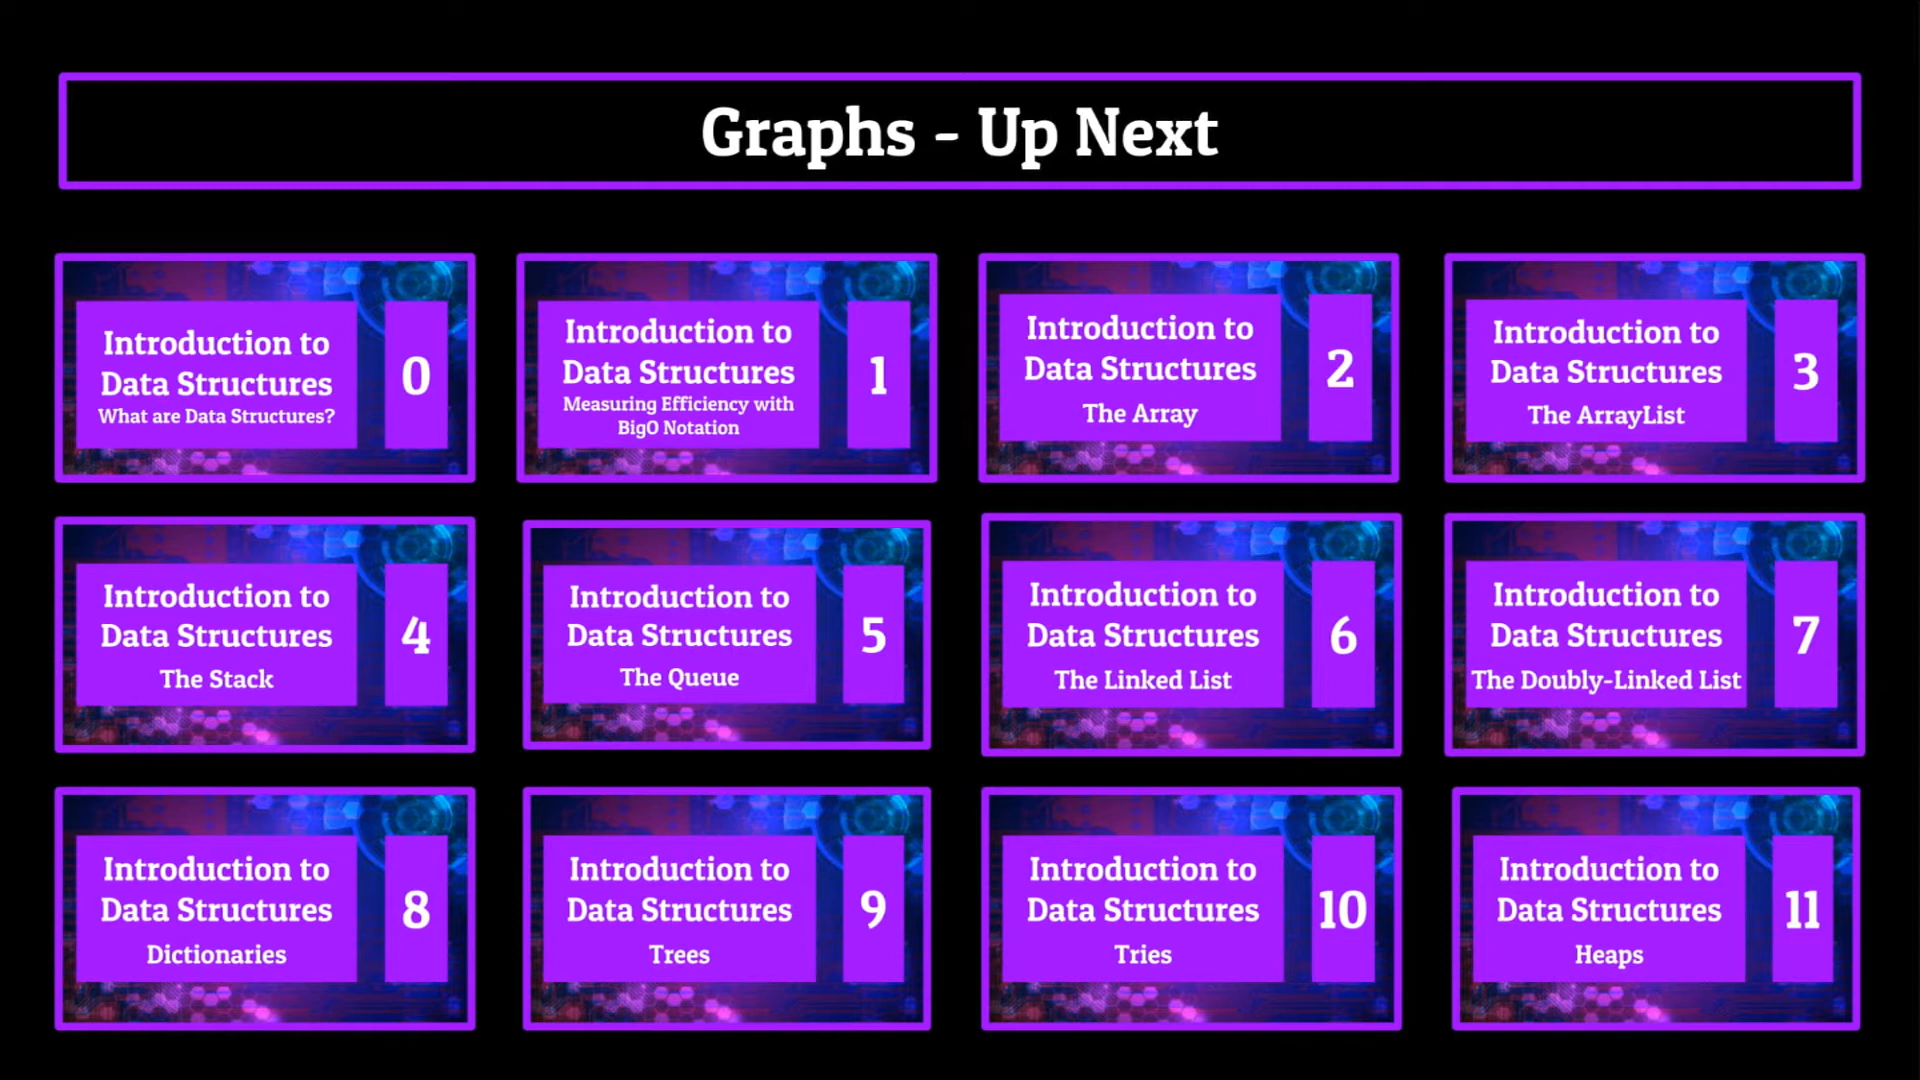 Graphs - Up Next
Introduction to
Data Structures
What are Data Structures?
0
Introduction to
Data Structures
Measuring Efficiency with
BigO Notation
1
Introduction to
Data Structures
The Array
2
Introduction to
Data Structures
The ArrayList
3
Introduction to
Data Structures
The Stack
4
Introduction to
Data Structures
The Queue
5
Introduction to
Data Structures
The Linked List
6
Introduction to
Data Structures
The Doubly-Linked List
7
Introduction to
Data Structures
Dictionaries
8
Introduction to
Data Structures
Trees
9
Introduction to
Data Structures
Tries
10
Introduction to
Data Structures
Heaps
11